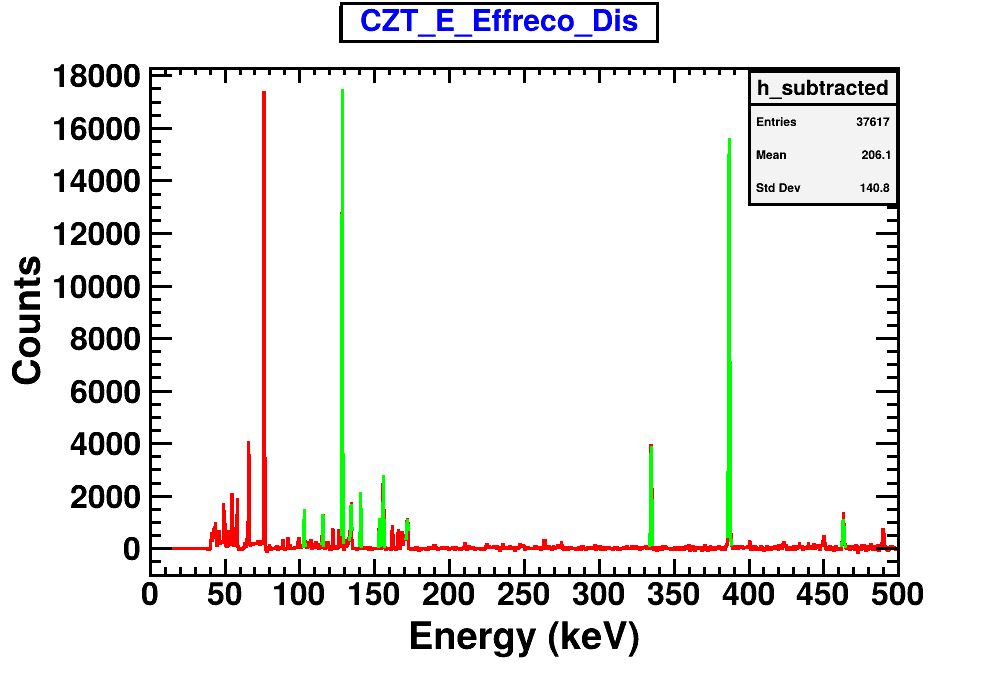 CZT_E_Effreco_Dis
h_subtracted
Entries 37617
Mean 206.1
Std Dev 140.8
18000
16000
14000
12000
10000
8000
6000
4000
2000
0
Counts
0 50 100 150 200 250 300 350 400 450 500
Energy (keV)